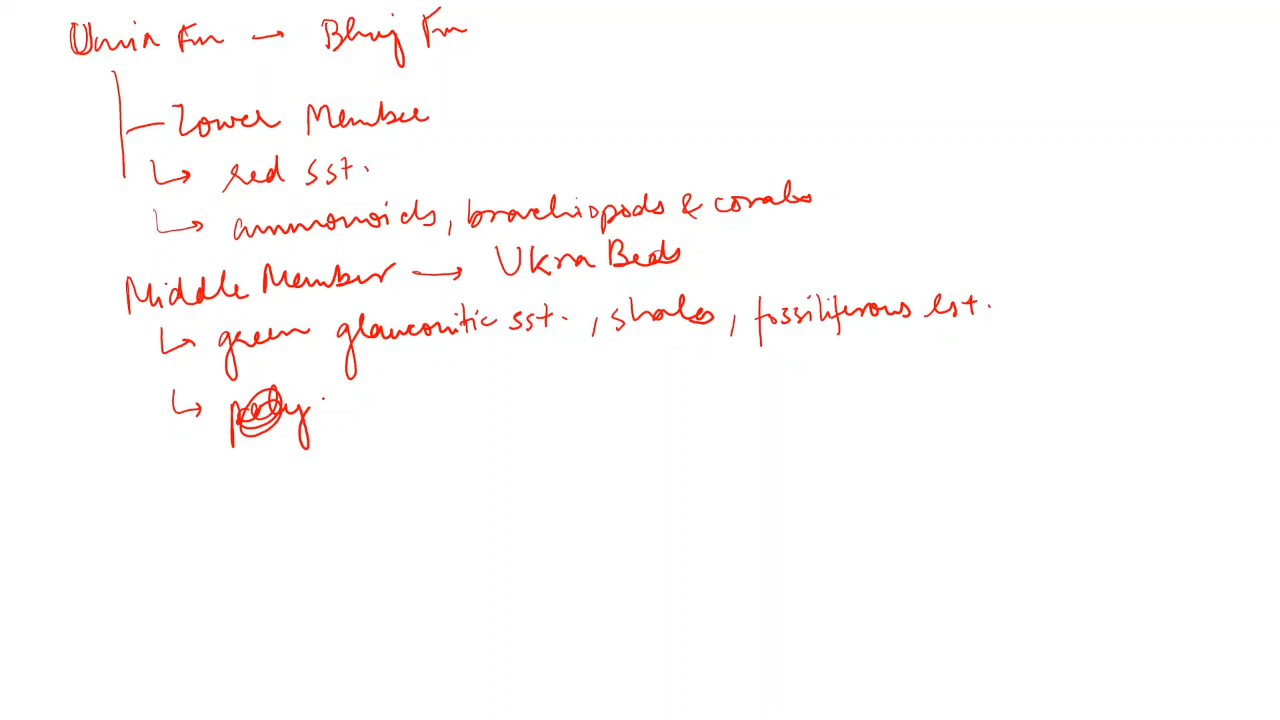 Umia Fm → Bhuj Fm
Lower Member
↳ red sst.
↳ ammonoids, brachiopods & corals
Middle Member → Ukra Beds
↳ green glauconitic sst., shales, fossiliferous lst.
↳